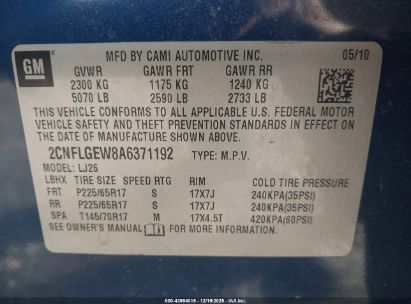 GM
MFD BY CAMI AUTOMOTIVE INC. 05/10
GVWR GAWR FRT GAWR RR
2300 KG 1175 KG 1240 KG
5070 LB 2590 LB 2733 LB
THIS VEHICLE CONFORMS TO ALL APPLICABLE U.S. FEDERAL MOTOR
VEHICLE SAFETY AND THEFT PREVENTION STANDARDS IN EFFECT ON THE
DATE OF MANUFACTURE SHOWN ABOVE.
2CNFLGEW8A6371192 TYPE: M.P.V.
MODEL: LJ26
LBHX TIRE SIZE SPEED RTG RIM COLD TIRE PRESSURE
FRT P225/65R17 S 17X7J 240KPA(35PSI)
RR P225/65R17 S 17X7J 240KPA(35PSI)
SPA T145/70R17 M 17X4.5T 420KPA(60PSI)
SEE OWNER'S MANUAL FOR MORE INFORMATION